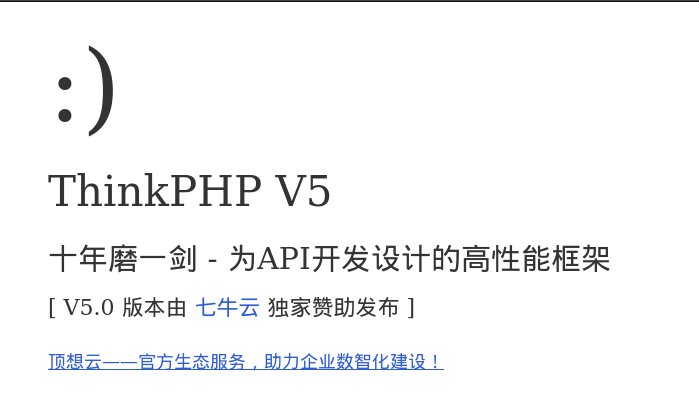 :)
ThinkPHP V5
十年磨一剑 - 为API开发设计的高性能框架
[ V5.0 版本由 七牛云 独家赞助发布 ]
顶想云——官方生态服务，助力企业数智化建设！